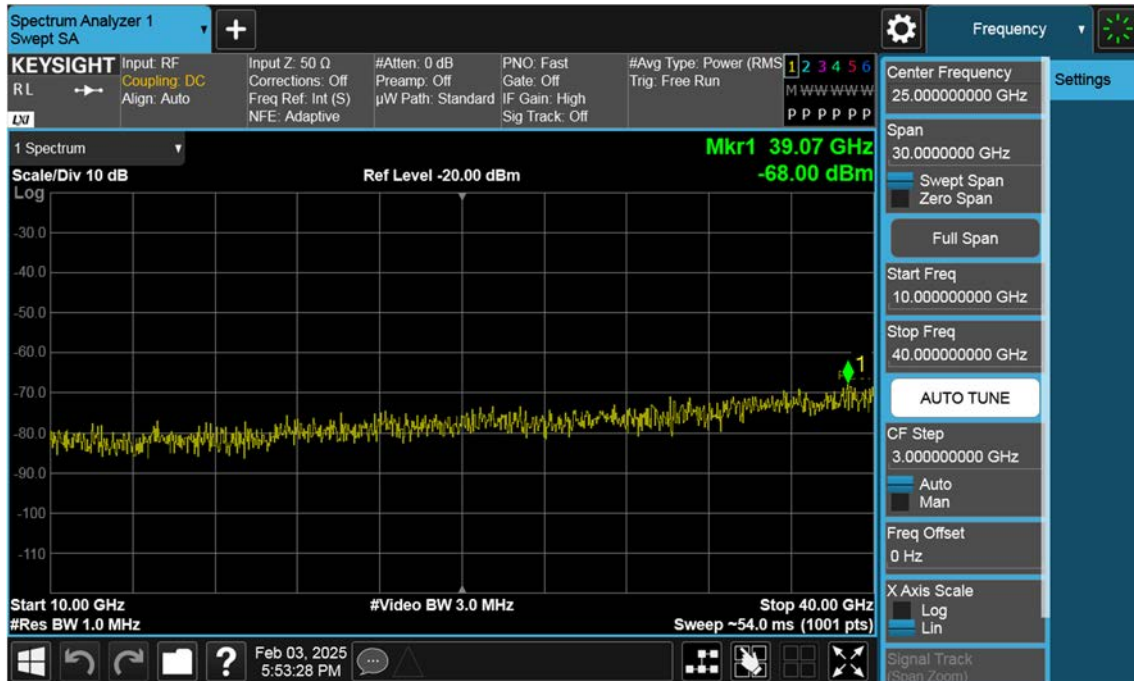 Spectrum Analyzer 1
Swept SA
+
Frequency
KEYSIGHT
RL
LXI
Input: RF
Coupling: DC
Align: Auto
Input Z: 50 Ω
Corrections: Off
Freq Ref: Int (S)
NFE: Adaptive
#Atten: 0 dB
Preamp: Off
µW Path: Standard
PNO: Fast
Gate: Off
IF Gain: High
Sig Track: Off
#Avg Type: Power (RMS
Trig: Free Run
1 2 3 4 5 6
M W W W W W
P P P P P P
1 Spectrum
Mkr1 39.07 GHz
-68.00 dBm
Scale/Div 10 dB
Ref Level -20.00 dBm
Log
-30.0
-40.0
-50.0
-60.0
-70.0
-80.0
-90.0
-100
-110
1
Start 10.00 GHz
#Res BW 1.0 MHz
#Video BW 3.0 MHz
Stop 40.00 GHz
Sweep ~54.0 ms (1001 pts)
Center Frequency
25.000000000 GHz
Span
30.0000000 GHz
Swept Span
Zero Span
Full Span
Start Freq
10.000000000 GHz
Stop Freq
40.000000000 GHz
AUTO TUNE
CF Step
3.000000000 GHz
Auto
Man
Freq Offset
0 Hz
X Axis Scale
Log
Lin
Signal Track
(Span Zoom)
Settings
?
Feb 03, 2025
5:53:28 PM